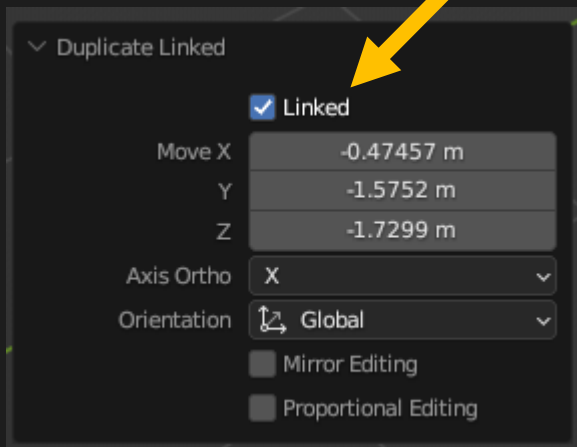 Duplicate Linked
Linked
Move X -0.47457 m
Y -1.5752 m
Z -1.7299 m
Axis Ortho X
Orientation Global
Mirror Editing
Proportional Editing